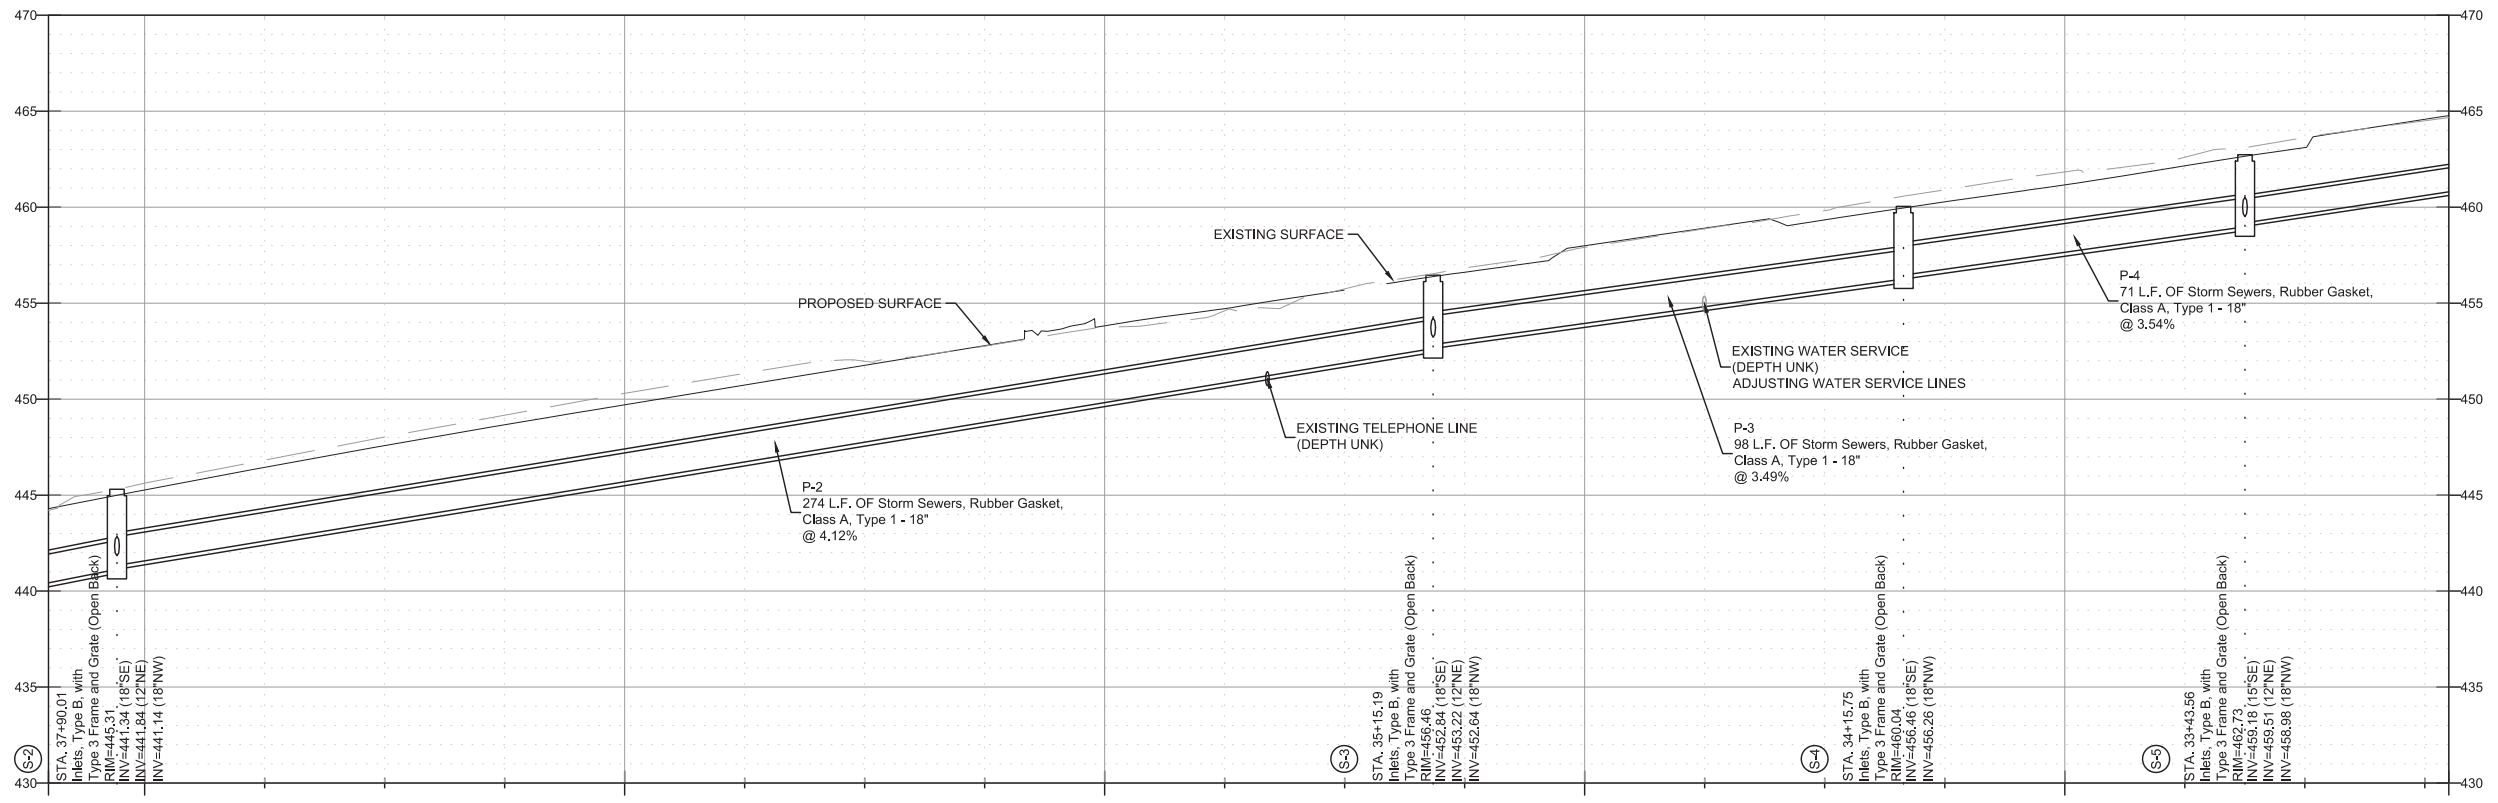 470
465
460
455
450
445
440
435
430
470
465
460
455
450
445
440
435
430
PROPOSED SURFACE
EXISTING SURFACE
P-2
274 L.F. OF Storm Sewers, Rubber Gasket,
Class A, Type 1 - 18"
@ 4.12%
EXISTING TELEPHONE LINE
(DEPTH UNK)
EXISTING WATER SERVICE
(DEPTH UNK)
ADJUSTING WATER SERVICE LINES
P-3
98 L.F. OF Storm Sewers, Rubber Gasket,
Class A, Type 1 - 18"
@ 3.49%
P-4
71 L.F. OF Storm Sewers, Rubber Gasket,
Class A, Type 1 - 18"
@ 3.54%
S-2
STA. 37+90.01
Inlets, Type B, with
Type 3 Frame and Grate (Open Back)
RIM=445.31
INV=441.34 (18"SE)
INV=441.84 (12"NE)
INV=441.14 (18"NW)
S-3
STA. 35+15.19
Inlets, Type B, with
Type 3 Frame and Grate (Open Back)
RIM=456.46
INV=452.84 (18"SE)
INV=453.22 (12"NE)
INV=452.64 (18"NW)
S-4
STA. 34+15.75
Inlets, Type B, with
Type 3 Frame and Grate (Open Back)
RIM=460.04
INV=456.46 (18"SE)
INV=456.26 (18"NW)
S-5
STA. 33+43.56
Inlets, Type B, with
Type 3 Frame and Grate (Open Back)
RIM=462.73
INV=459.18 (15"SE)
INV=459.51 (12"NE)
INV=458.98 (18"NW)